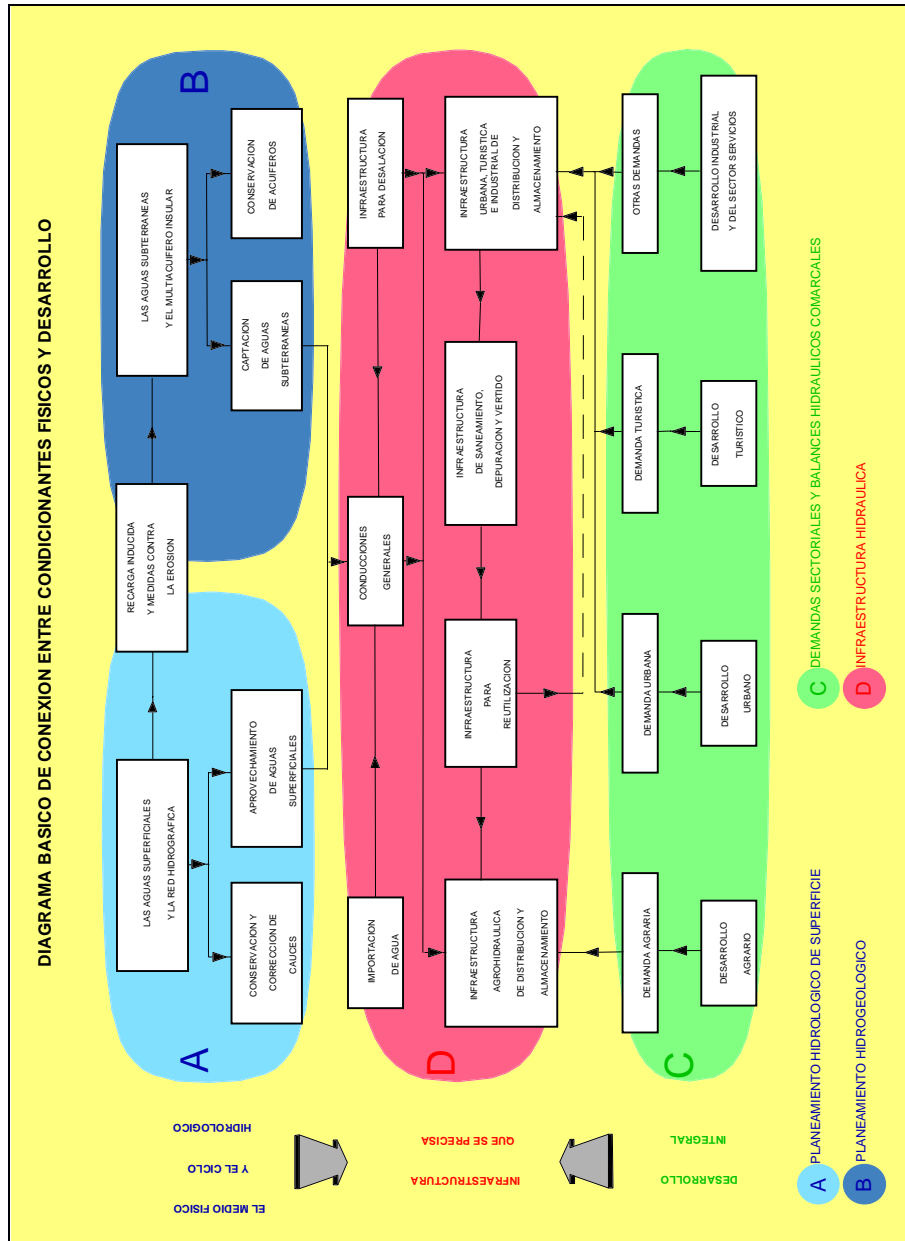 DIAGRAMA BASICO DE CONEXION ENTRE CONDICIONANTES FISICOS Y DESARROLLO
EL MEDIO FISICO
Y EL CICLO
HIDROLOGICO
INFRAESTRUCTURA
QUE SE PRECISA
DESARROLLO
INTEGRAL
A
LAS AGUAS SUPERFICIALES
Y LA RED HIDROGRAFICA
CONSERVACION Y
CORRECCION DE
CAUCES
APROVECHAMIENTO
DE AGUAS
SUPERFICIALES
RECARGA INDUCIDA
Y MEDIDAS CONTRA
LA EROSION
B
LAS AGUAS SUBTERRANEAS
Y EL MULTIACUIFERO INSULAR
CAPTACION
DE AGUAS
SUBTERRANEAS
CONSERVACION
DE ACUIFEROS
D
IMPORTACION
DE AGUA
CONDUCCIONES
GENERALES
INFRAESTRUCTURA
PARA DESALACION
INFRAESTRUCTURA
AGROHIDRAULICA
DE DISTRIBUCION Y
ALMACENAMIENTO
INFRAESTRUCTURA
PARA
REUTILIZACION
INFRAESTRUCTURA
DE SANEAMIENTO,
DEPURACION Y VERTIDO
INFRAESTRUCTURA
URBANA, TURISTICA
E INDUSTRIAL DE
DISTRIBUCION Y
ALMACENAMIENTO
C
DEMANDA AGRARIA
DEMANDA URBANA
DEMANDA TURISTICA
OTRAS DEMANDAS
DESARROLLO
AGRARIO
DESARROLLO
URBANO
DESARROLLO
TURISTICO
DESARROLLO INDUSTRIAL
Y DEL SECTOR SERVICIOS
A PLANEAMIENTO HIDROLOGICO DE SUPERFICIE
B PLANEAMIENTO HIDROGEOLOGICO
C DEMANDAS SECTORIALES Y BALANCES HIDRAULICOS COMARCALES
D INFRAESTRUCTURA HIDRAULICA